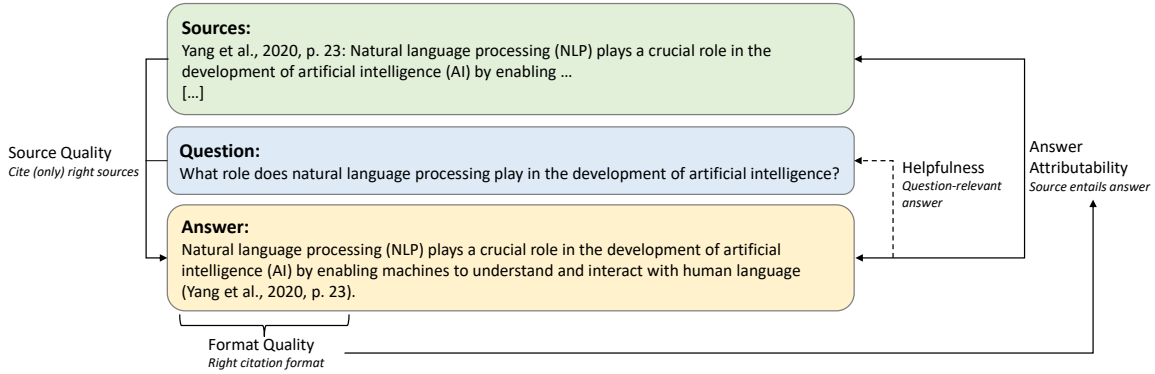 Sources:
Yang et al., 2020, p. 23: Natural language processing (NLP) plays a crucial role in the
development of artificial intelligence (AI) by enabling …
[…]
Source Quality
Cite (only) right sources
Question:
What role does natural language processing play in the development of artificial intelligence?
Helpfulness
Question-relevant
answer
Answer
Attributability
Source entails answer
Answer:
Natural language processing (NLP) plays a crucial role in the development of artificial
intelligence (AI) by enabling machines to understand and interact with human language
(Yang et al., 2020, p. 23).
Format Quality
Right citation format